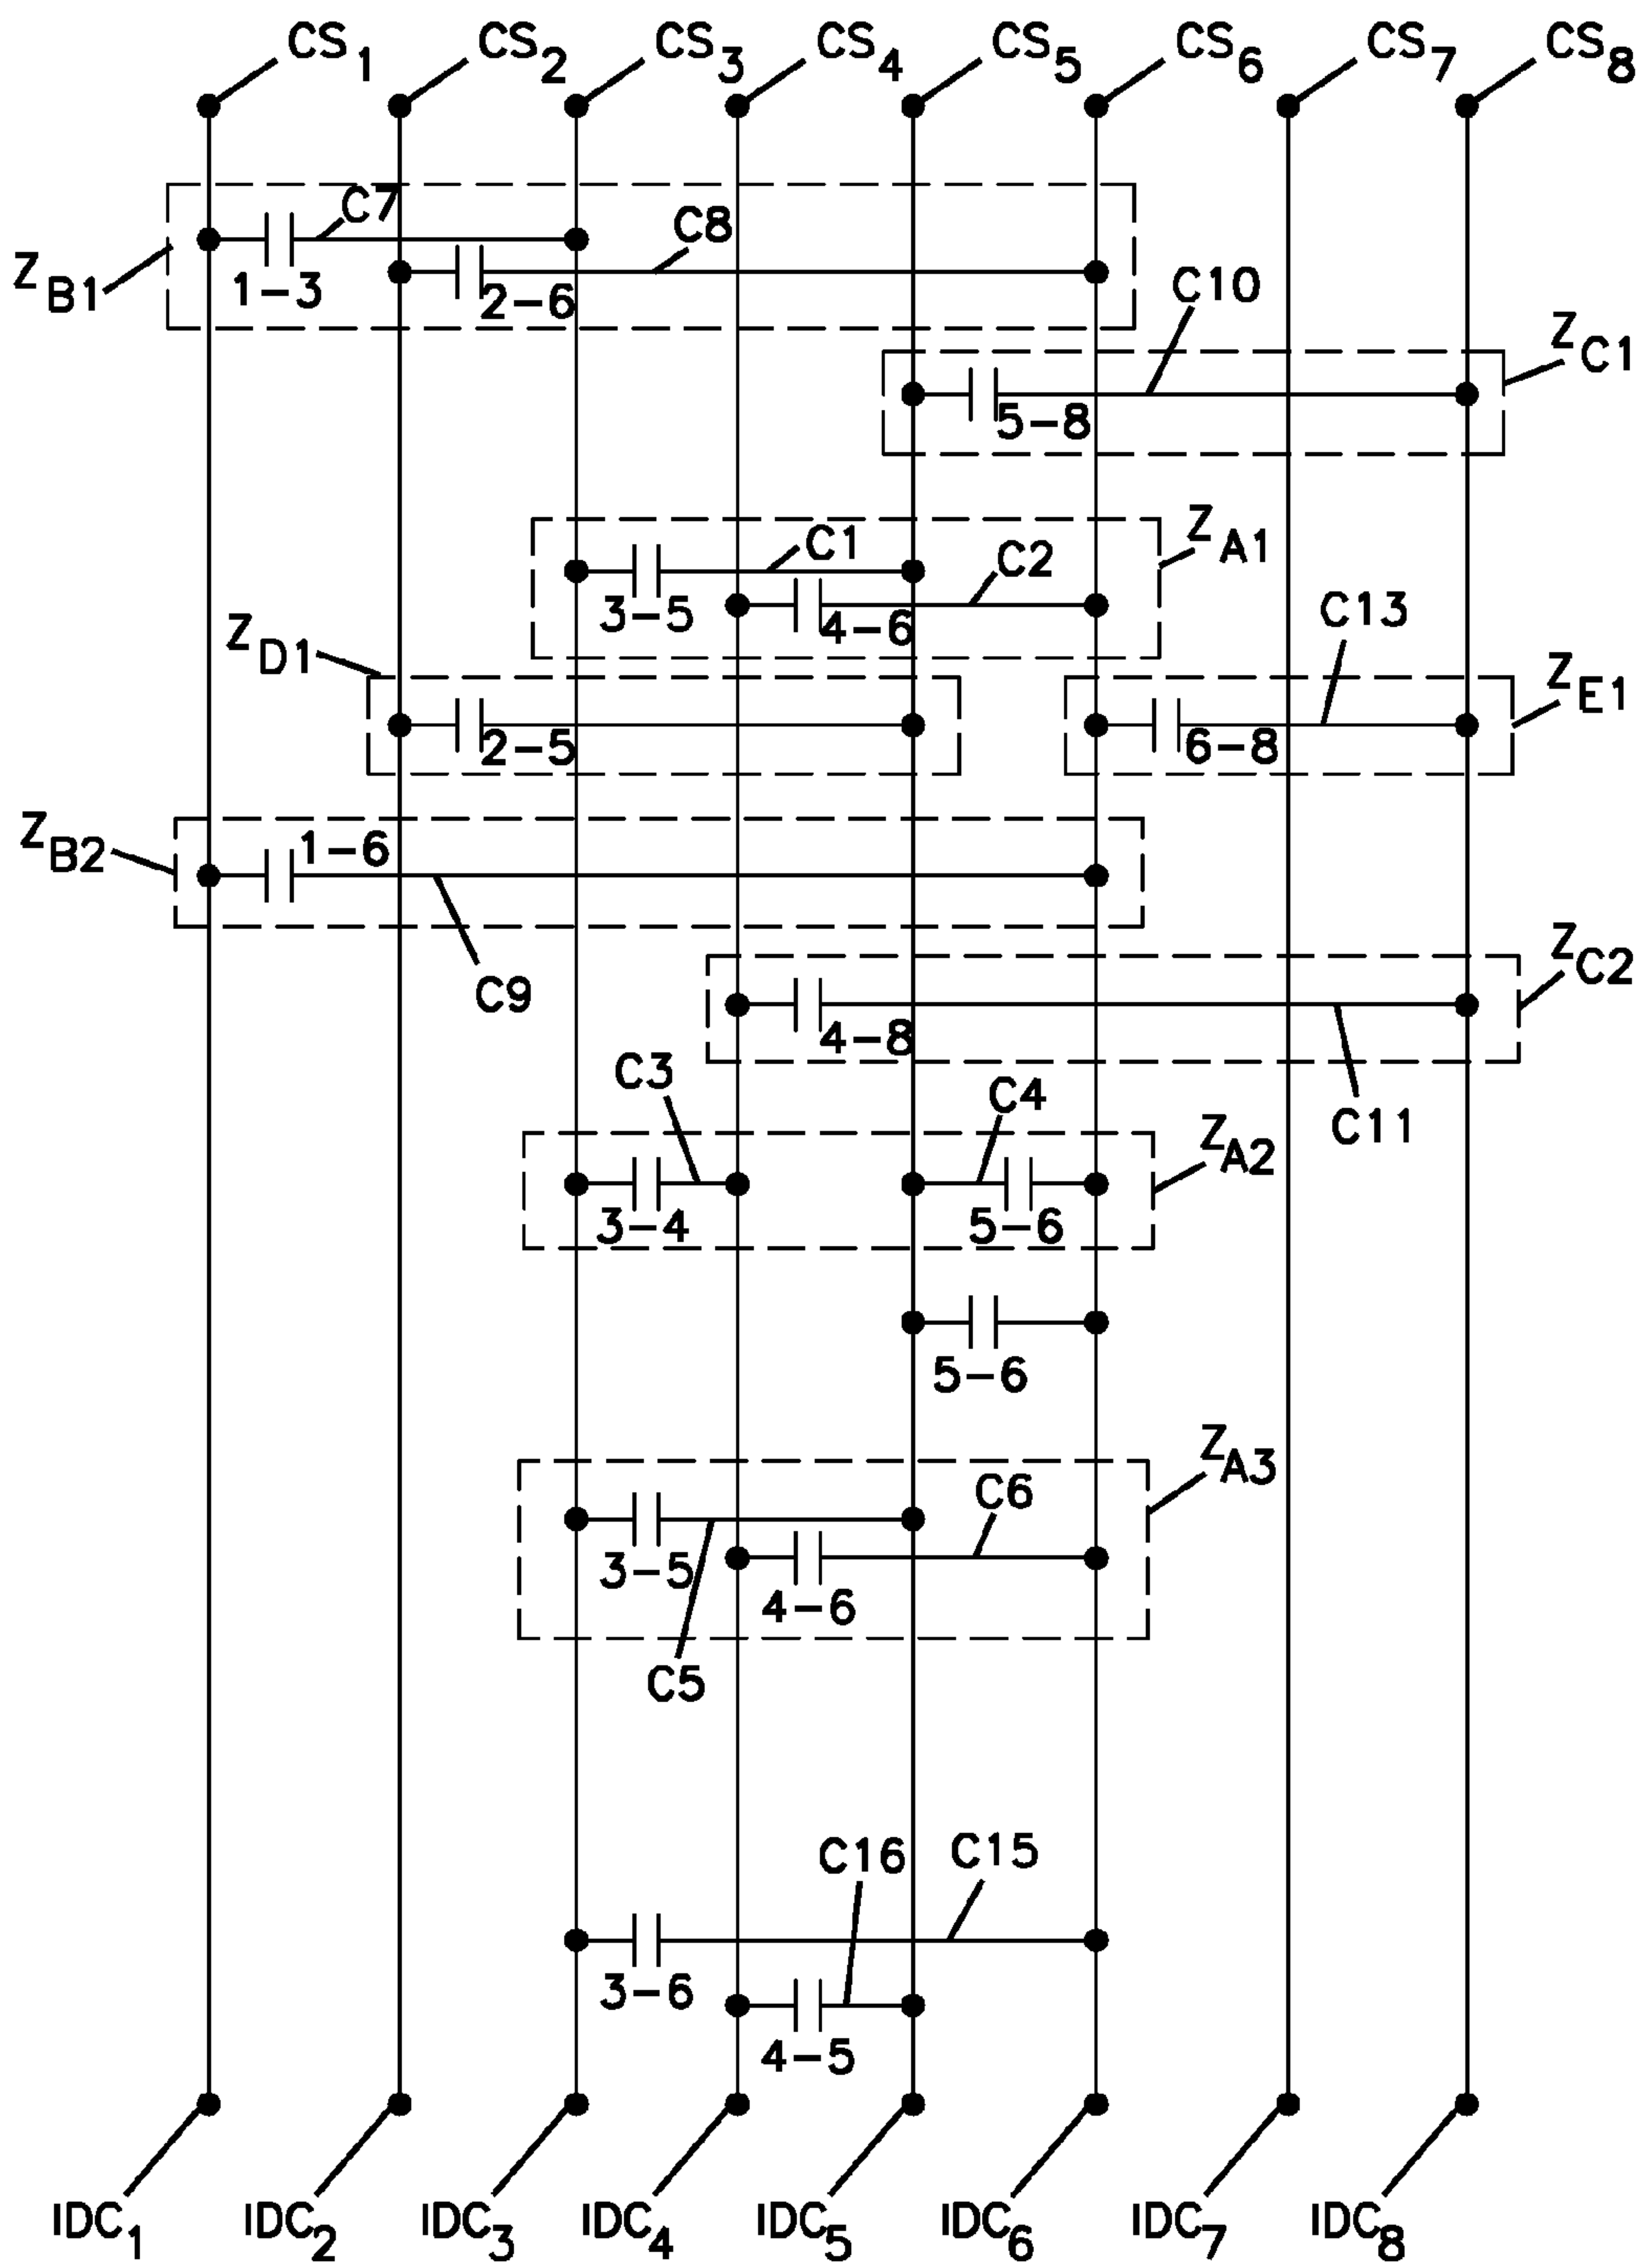 CS1 CS2 CS3 CS4 CS5 CS6 CS7 CS8
C7
C8
ZB1
1-3
2-6
C10
ZC1
5-8
C1
C2
ZA1
3-5
4-6
C13
ZD1
ZE1
2-5
6-8
ZB2
1-6
C9
ZC2
4-8
C3
C4
C11
ZA2
3-4
5-6
5-6
ZA3
C6
3-5
4-6
C5
C16
C15
3-6
4-5
IDC1 IDC2 IDC3 IDC4 IDC5 IDC6 IDC7 IDC8